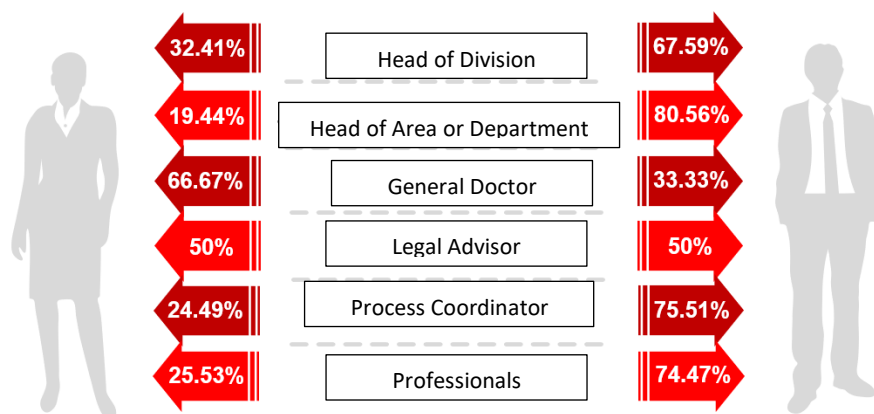 32.41% Head of Division 67.59%
19.44% Head of Area or Department 80.56%
66.67% General Doctor 33.33%
50% Legal Advisor 50%
24.49% Process Coordinator 75.51%
25.53% Professionals 74.47%